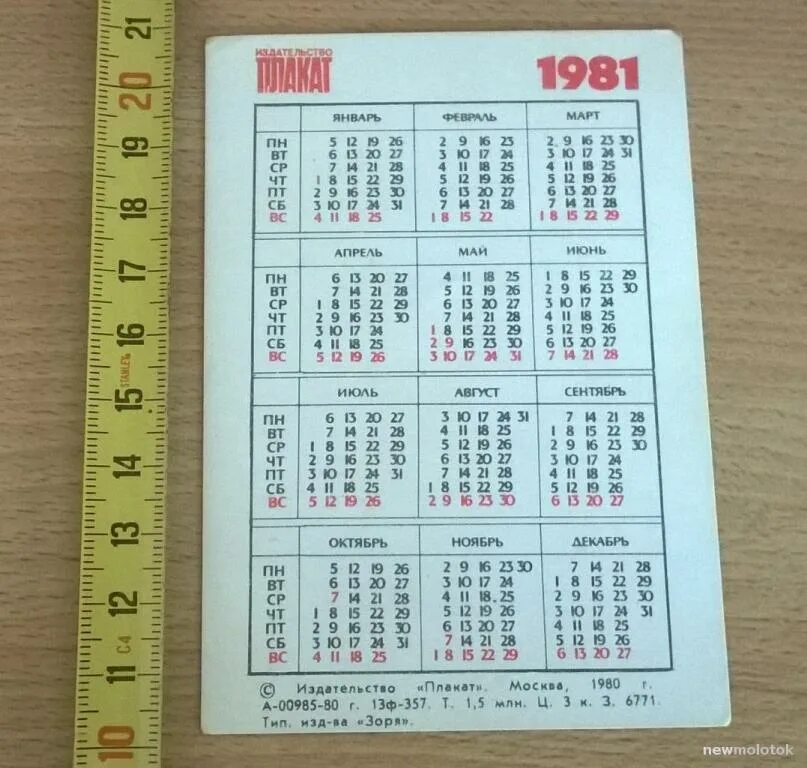 ИЗДАТЕЛЬСТВО
ПЛАКАТ 1981
ЯНВАРЬ ФЕВРАЛЬ МАРТ
ПН 5 12 19 26 2 9 16 23 2 9 16 23 30
ВТ 6 13 20 27 3 10 17 24 3 10 17 24 31
СР 7 14 21 28 4 11 18 25 4 11 18 25
ЧТ 1 8 15 22 29 5 12 19 26 5 12 19 26
ПТ 2 9 16 23 30 6 13 20 27 6 13 20 27
СБ 3 10 17 24 31 7 14 21 28 7 14 21 28
ВС 4 11 18 25 1 8 15 22 1 8 15 22 29
АПРЕЛЬ МАЙ ИЮНЬ
ПН 6 13 20 27 4 11 18 25 1 8 15 22 29
ВТ 7 14 21 28 5 12 19 26 2 9 16 23 30
СР 1 8 15 22 29 6 13 20 27 3 10 17 24
ЧТ 2 9 16 23 30 7 14 21 28 4 11 18 25
ПТ 3 10 17 24 1 8 15 22 29 5 12 19 26
СБ 4 11 18 25 2 9 16 23 30 6 13 20 27
ВС 5 12 19 26 3 10 17 24 31 7 14 21 28
ИЮЛЬ АВГУСТ СЕНТЯБРЬ
ПН 6 13 20 27 3 10 17 24 31 7 14 21 28
ВТ 7 14 21 28 4 11 18 25 1 8 15 22 29
СР 1 8 15 22 29 5 12 19 26 2 9 16 23 30
ЧТ 2 9 16 23 30 6 13 20 27 3 10 17 24
ПТ 3 10 17 24 31 7 14 21 28 4 11 18 25
СБ 4 11 18 25 1 8 15 22 29 5 12 19 26
ВС 5 12 19 26 2 9 16 23 30 6 13 20 27
ОКТЯБРЬ НОЯБРЬ ДЕКАБРЬ
ПН 5 12 19 26 2 9 16 23 30 7 14 21 28
ВТ 6 13 20 27 3 10 17 24 1 8 15 22 29
СР 7 14 21 28 4 11 18 25 2 9 16 23 30
ЧТ 1 8 15 22 29 5 12 19 26 3 10 17 24 31
ПТ 2 9 16 23 30 6 13 20 27 4 11 18 25
СБ 3 10 17 24 31 7 14 21 28 5 12 19 26
ВС 4 11 18 25 1 8 15 22 29 6 13 20 27
© Издательство «Плакат». Москва, 1980 г.
А-00985-80 г. 13ф-357. Т. 1,5 млн. Ц. 3 к. З. 6771.
Тип. изд-ва «Зоря».
21
20
19
18
17
16
STANLEY
15
14
13
12
C4
11
10
newmolotok